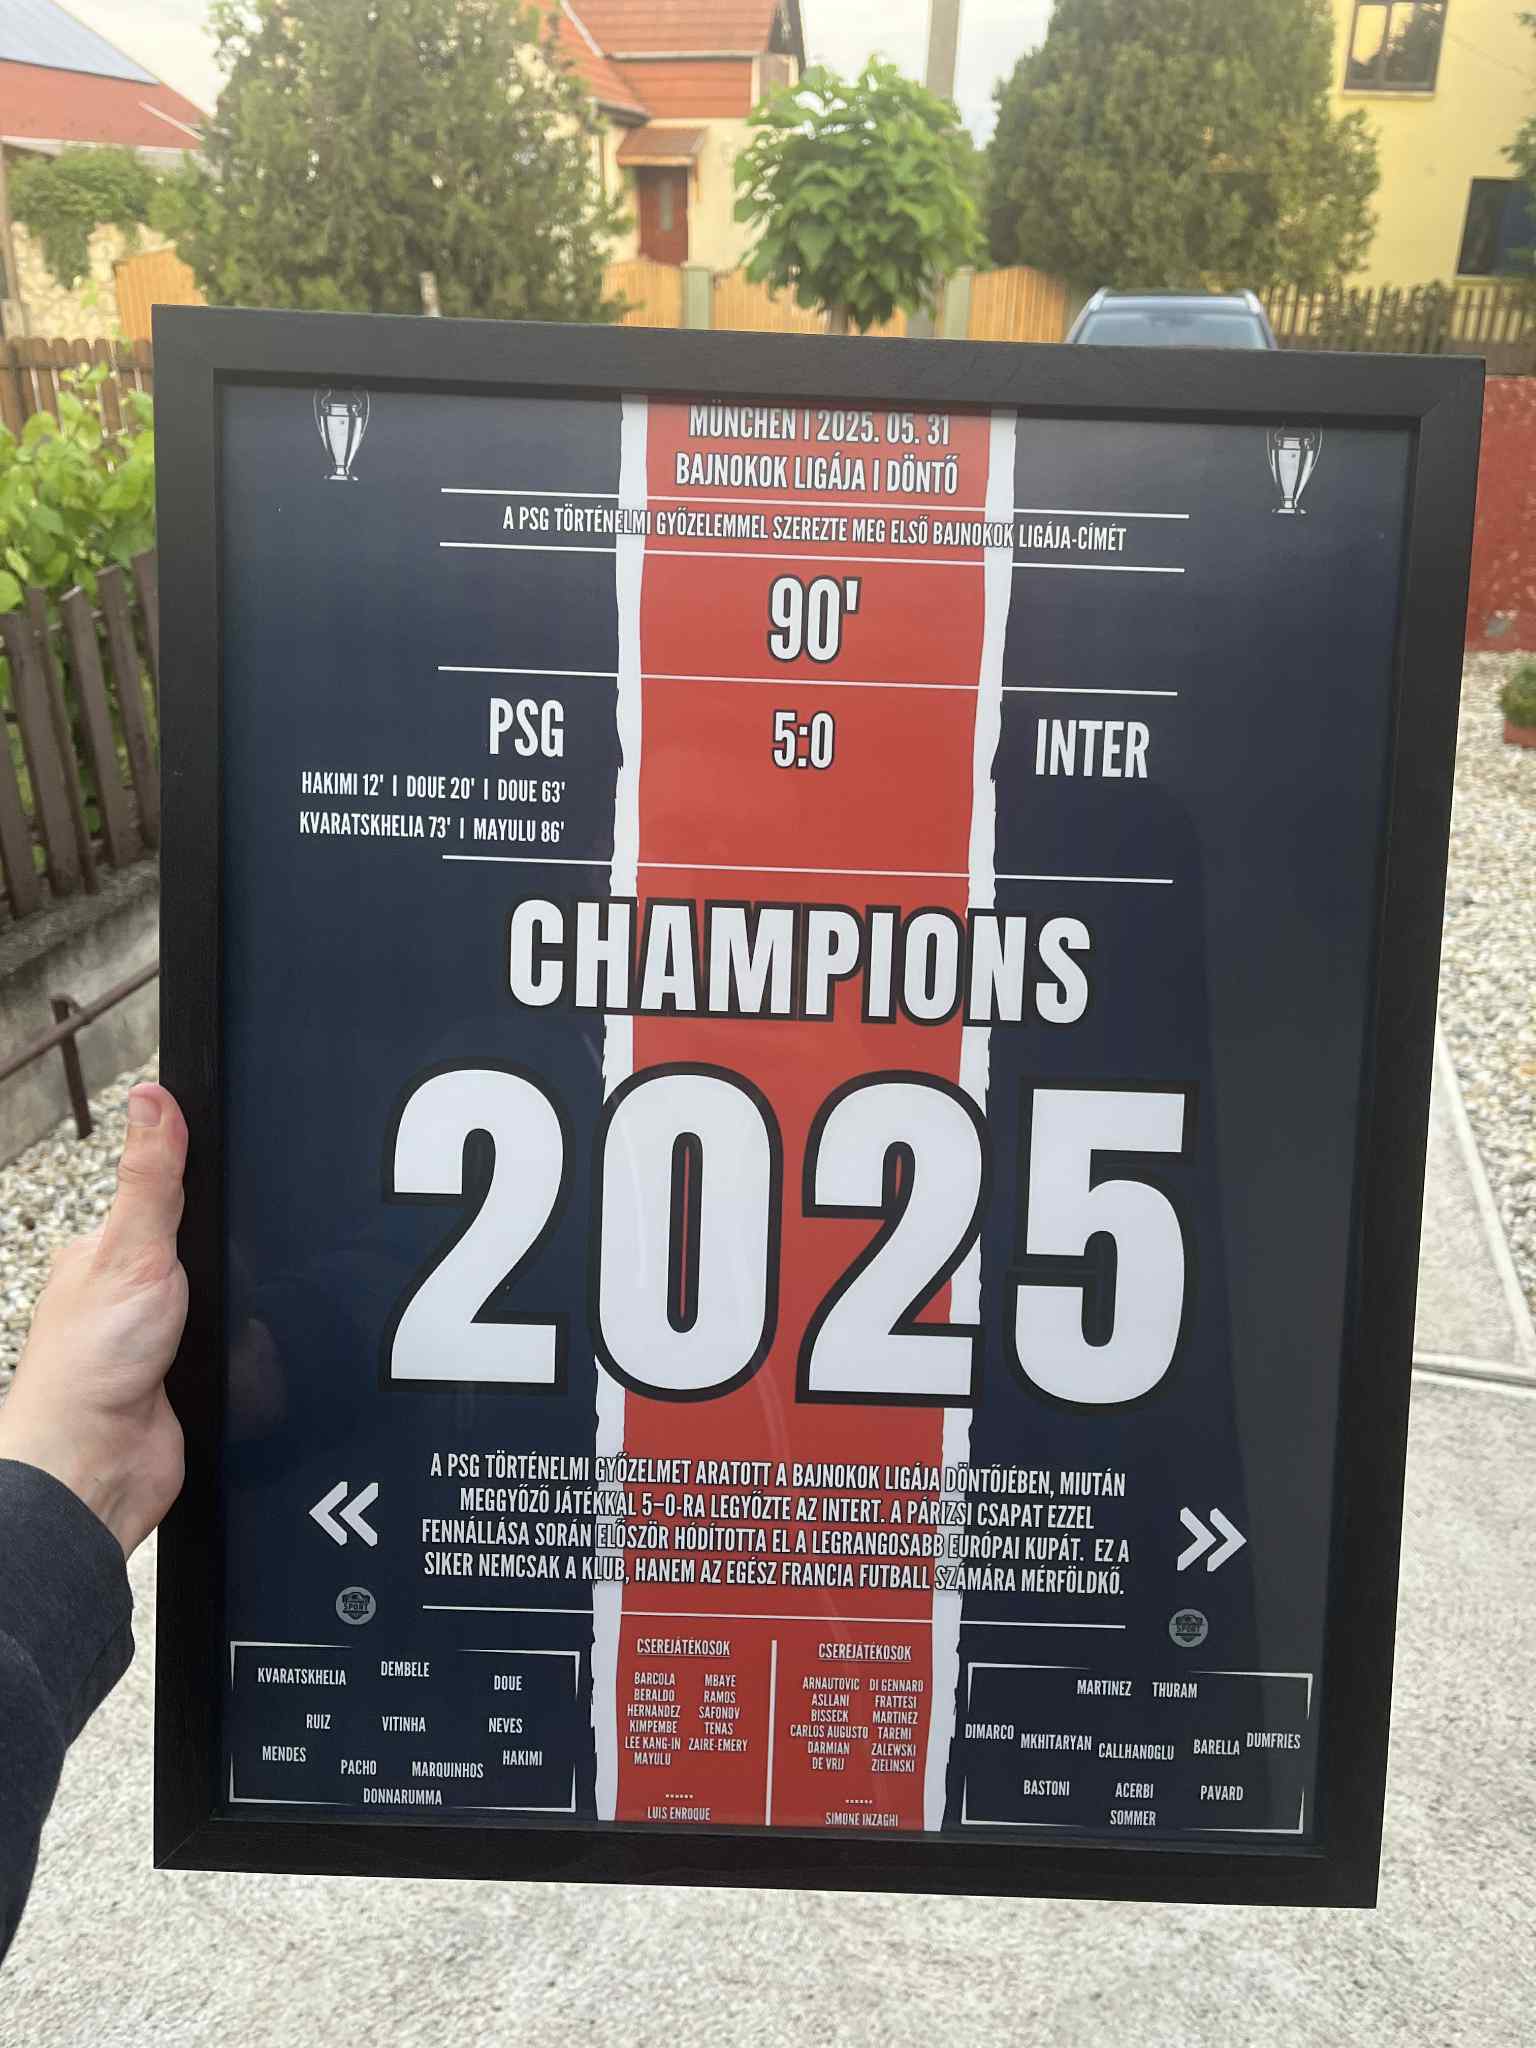 MÜNCHEN I 2025. 05. 31
BAJNOKOK LIGÁJA I DÖNTŐ
A PSG TÖRTÉNELMI GYŐZELEMMEL SZEREZTE MEG ELSŐ BAJNOKOK LIGÁJA-CÍMÉT
90'
PSG
5:0
INTER
HAKIMI 12' I DOUE 20' I DOUE 63'
KVARATSKHELIA 73' I MAYULU 86'
CHAMPIONS
2025
A PSG TÖRTÉNELMI GYŐZELMET ARATOTT A BAJNOKOK LIGÁJA DÖNTŐJÉBEN, MIUTÁN
MEGGYŐZŐ JÁTÉKKAL 5-0-RA LEGYŐZTE AZ INTERT. A PÁRIZSI CSAPAT EZZEL
FENNÁLLÁSA SORÁN ELŐSZÖR HÓDÍTOTTA EL A LEGRANGOSABB EURÓPAI KUPÁT. EZ A
SIKER NEMCSAK A KLUB, HANEM AZ EGÉSZ FRANCIA FUTBALL SZÁMÁRA MÉRFÖLDKŐ.
SPORT
SPORT
KVARATSKHELIA DEMBELE DOUE
RUIZ VITINHA NEVES
MENDES PACHO MARQUINHOS HAKIMI
DONNARUMMA
CSEREJÁTÉKOSOK
BARCOLA MBAYE
BERALDO RAMOS
HERNANDEZ SAFONOV
KIMPEMBE TENAS
LEE KANG-IN ZAIRE-EMERY
MAYULU
......
LUIS ENROQUE
CSEREJÁTÉKOSOK
ARNAUTOVIC DI GENNARO
ASLLANI FRATTESI
BISSECK MARTINEZ
CARLOS AUGUSTO TAREMI
DARMIAN ZALEWSKI
DE VRIJ ZIELINSKI
......
SIMONE INZAGHI
MARTINEZ THURAM
DIMARCO MKHITARYAN CALLHANOGLU BARELLA DUMFRIES
BASTONI ACERBI PAVARD
SOMMER